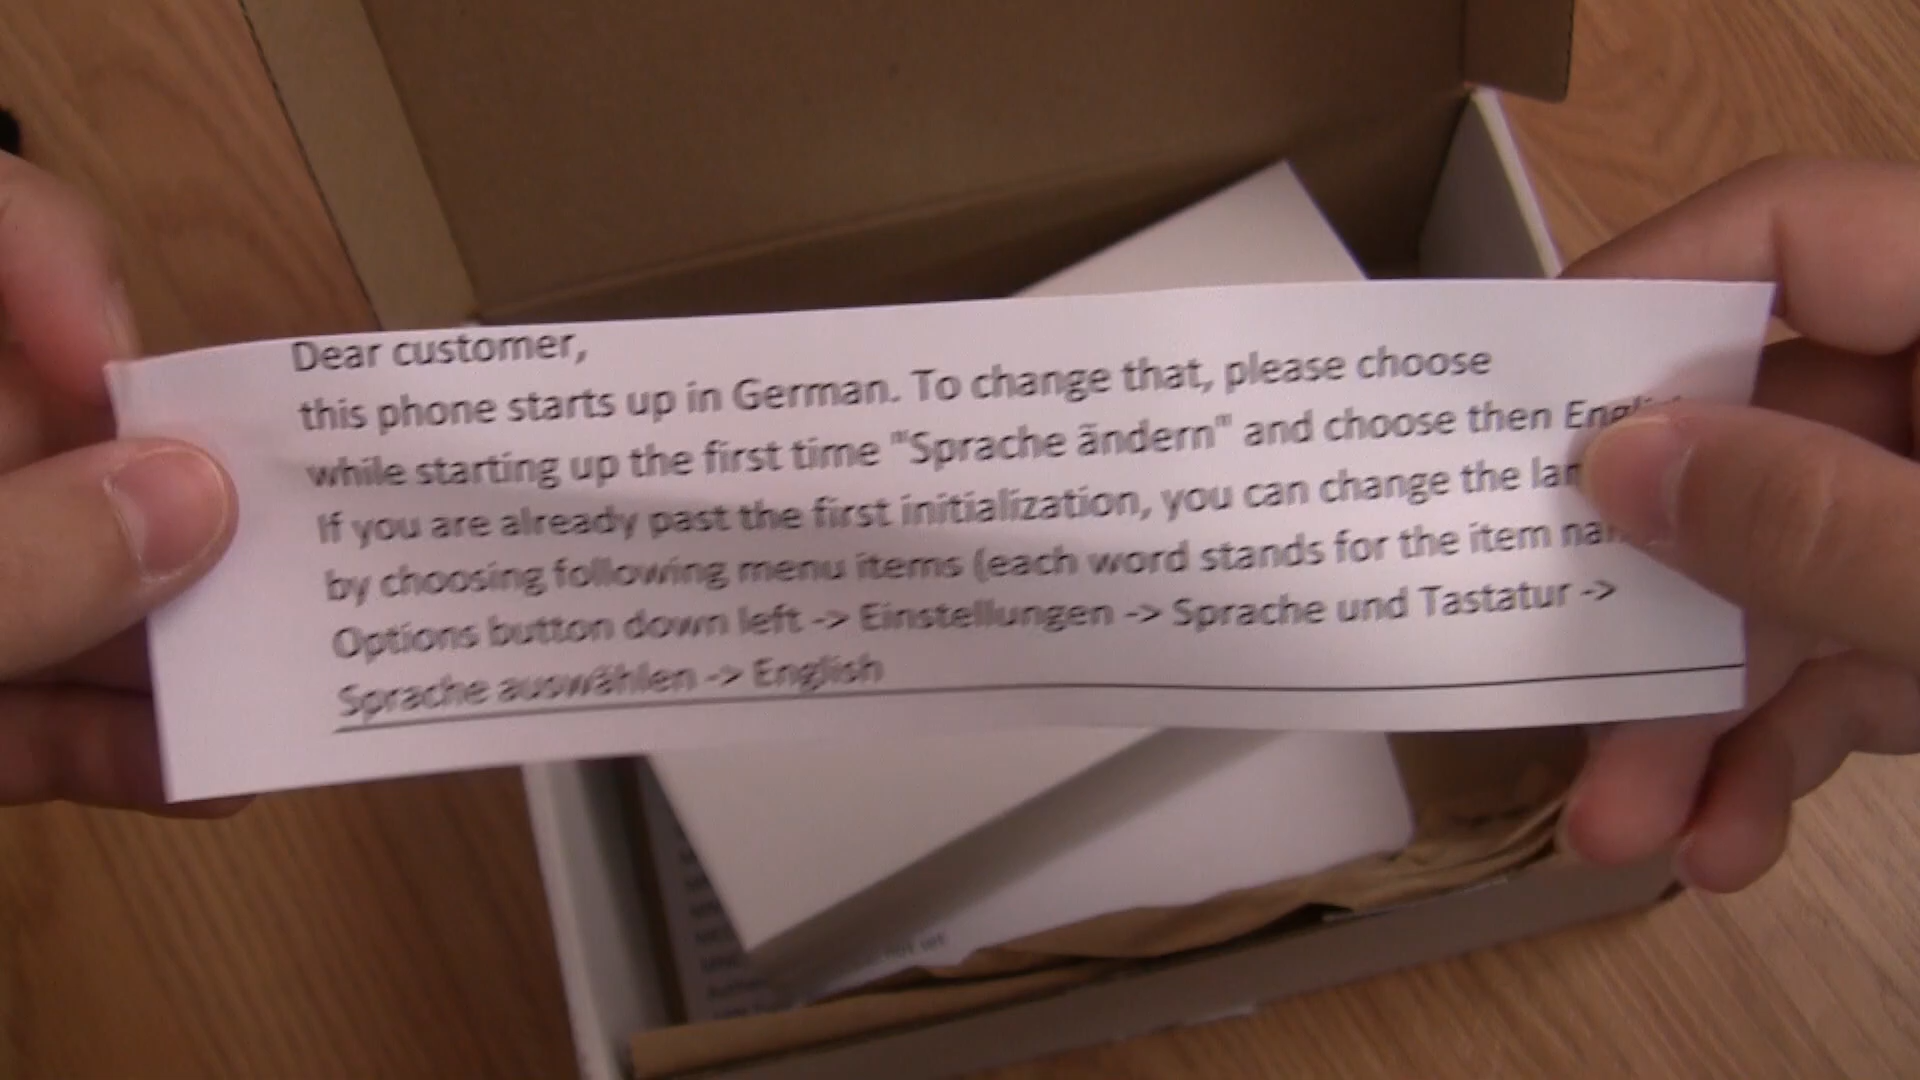 Dear customer,
this phone starts up in German. To change that, please choose
while starting up the first time "'Sprache ändern" and choose then
If you are already past the first initialization, you can change the
by choosing following menu items (each word stands for the item
Options button down left -> Einstellungen -> Sprache und Tastatur ->
Sprache auswählen -> English